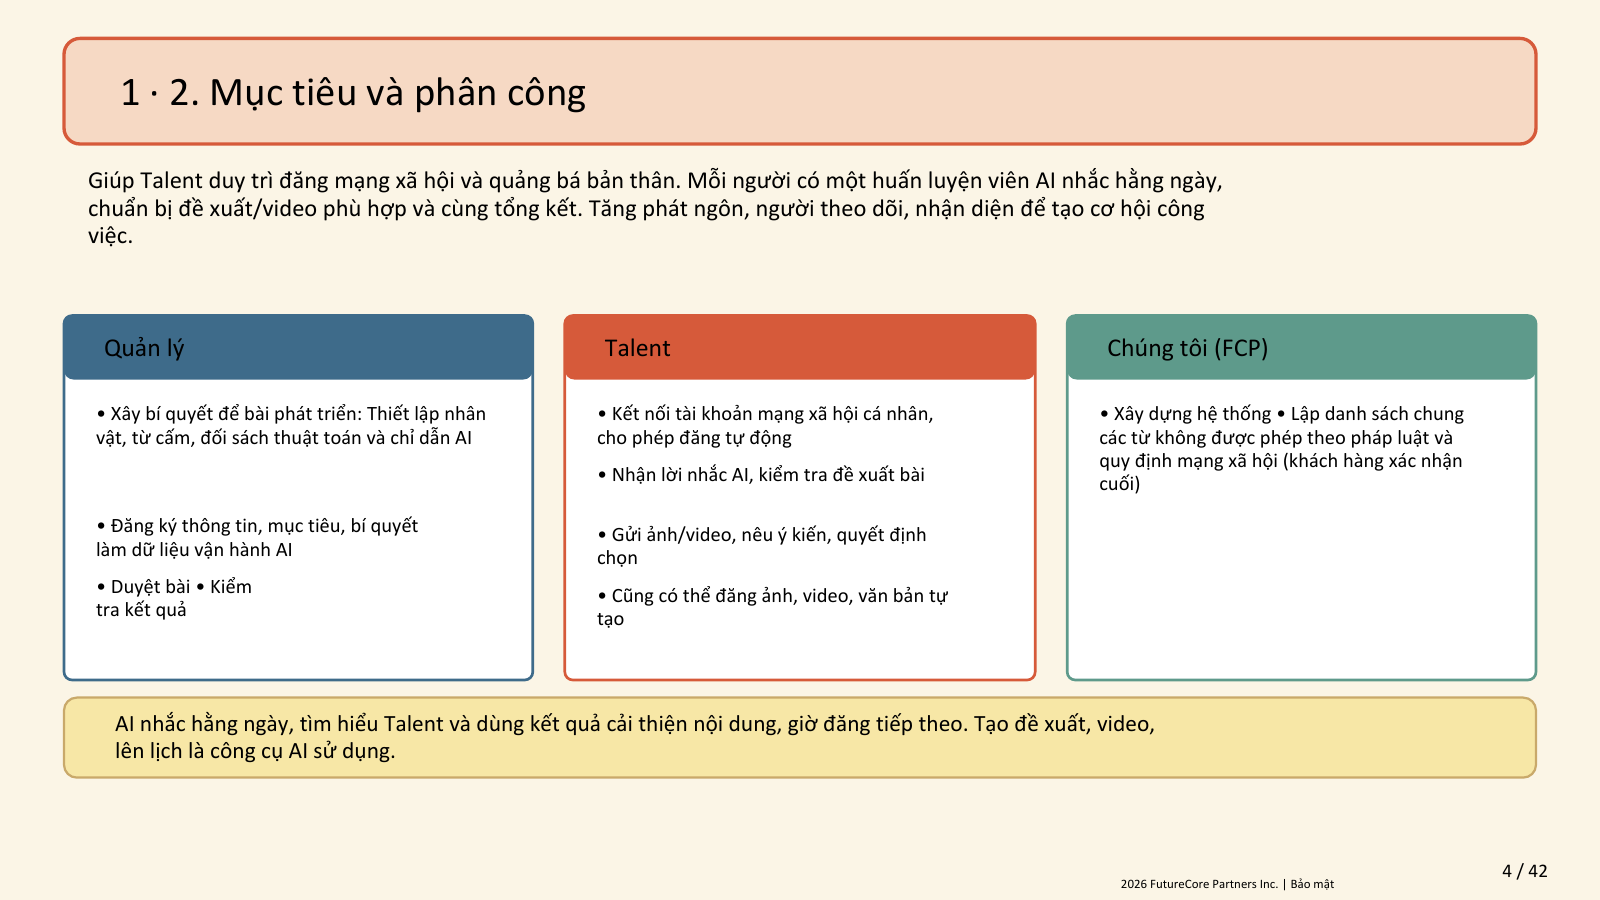 1 · 2. Mục tiêu và phân công
Giúp Talent duy trì đăng mạng xã hội và quảng bá bản thân. Mỗi người có một huấn luyện viên AI nhắc hằng ngày,
chuẩn bị đề xuất/video phù hợp và cùng tổng kết. Tăng phát ngôn, người theo dõi, nhận diện để tạo cơ hội công
việc.
Quản lý
• Xây bí quyết để bài phát triển: Thiết lập nhân
vật, từ cấm, đối sách thuật toán và chỉ dẫn AI
• Đăng ký thông tin, mục tiêu, bí quyết
làm dữ liệu vận hành AI
• Duyệt bài • Kiểm
tra kết quả
Talent
• Kết nối tài khoản mạng xã hội cá nhân,
cho phép đăng tự động
• Nhận lời nhắc AI, kiểm tra đề xuất bài
• Gửi ảnh/video, nêu ý kiến, quyết định
chọn
• Cũng có thể đăng ảnh, video, văn bản tự
tạo
Chúng tôi (FCP)
• Xây dựng hệ thống • Lập danh sách chung
các từ không được phép theo pháp luật và
quy định mạng xã hội (khách hàng xác nhận
cuối)
AI nhắc hằng ngày, tìm hiểu Talent và dùng kết quả cải thiện nội dung, giờ đăng tiếp theo. Tạo đề xuất, video,
lên lịch là công cụ AI sử dụng.
4 / 42
2026 FutureCore Partners Inc. | Bảo mật